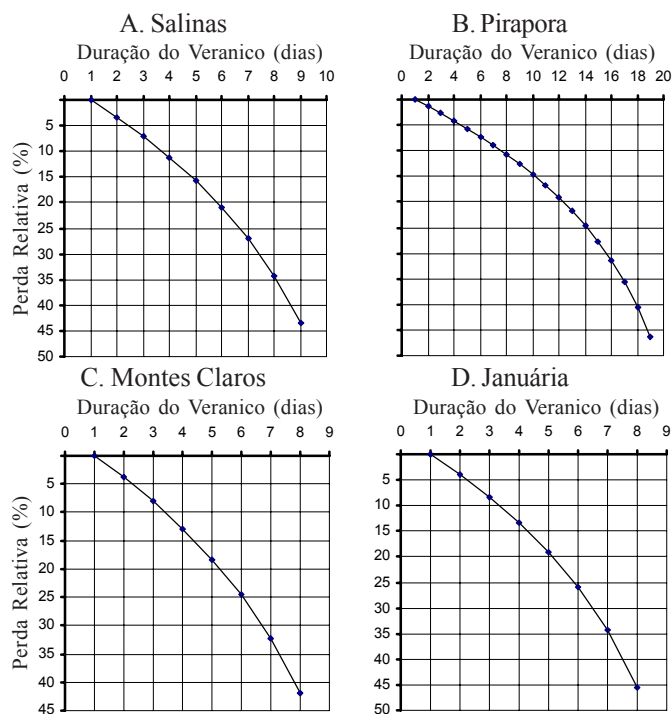 A. Salinas
Duração do Veranico (dias)
0 1 2 3 4 5 6 7 8 9 10
5
10
15
20
25
30
35
40
45
50
Perda Relativa (%)
B. Pirapora
Duração do Veranico (dias)
0 2 4 6 8 10 12 14 16 18 20
C. Montes Claros
Duração do Veranico (dias)
0 1 2 3 4 5 6 7 8 9
5
10
15
20
25
30
35
40
45
Perda Relativa (%)
D. Januária
Duração do Veranico (dias)
0 1 2 3 4 5 6 7 8 9
5
10
15
20
25
30
35
40
45
50